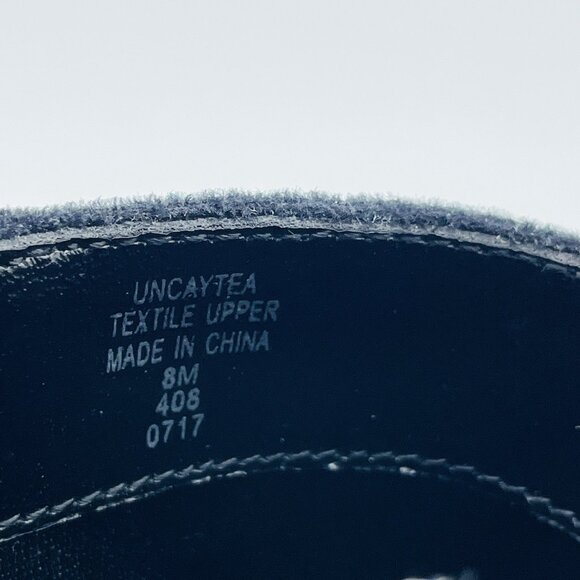 UNCAYTEA
TEXTILE UPPER
MADE IN CHINA
8M
408
0717